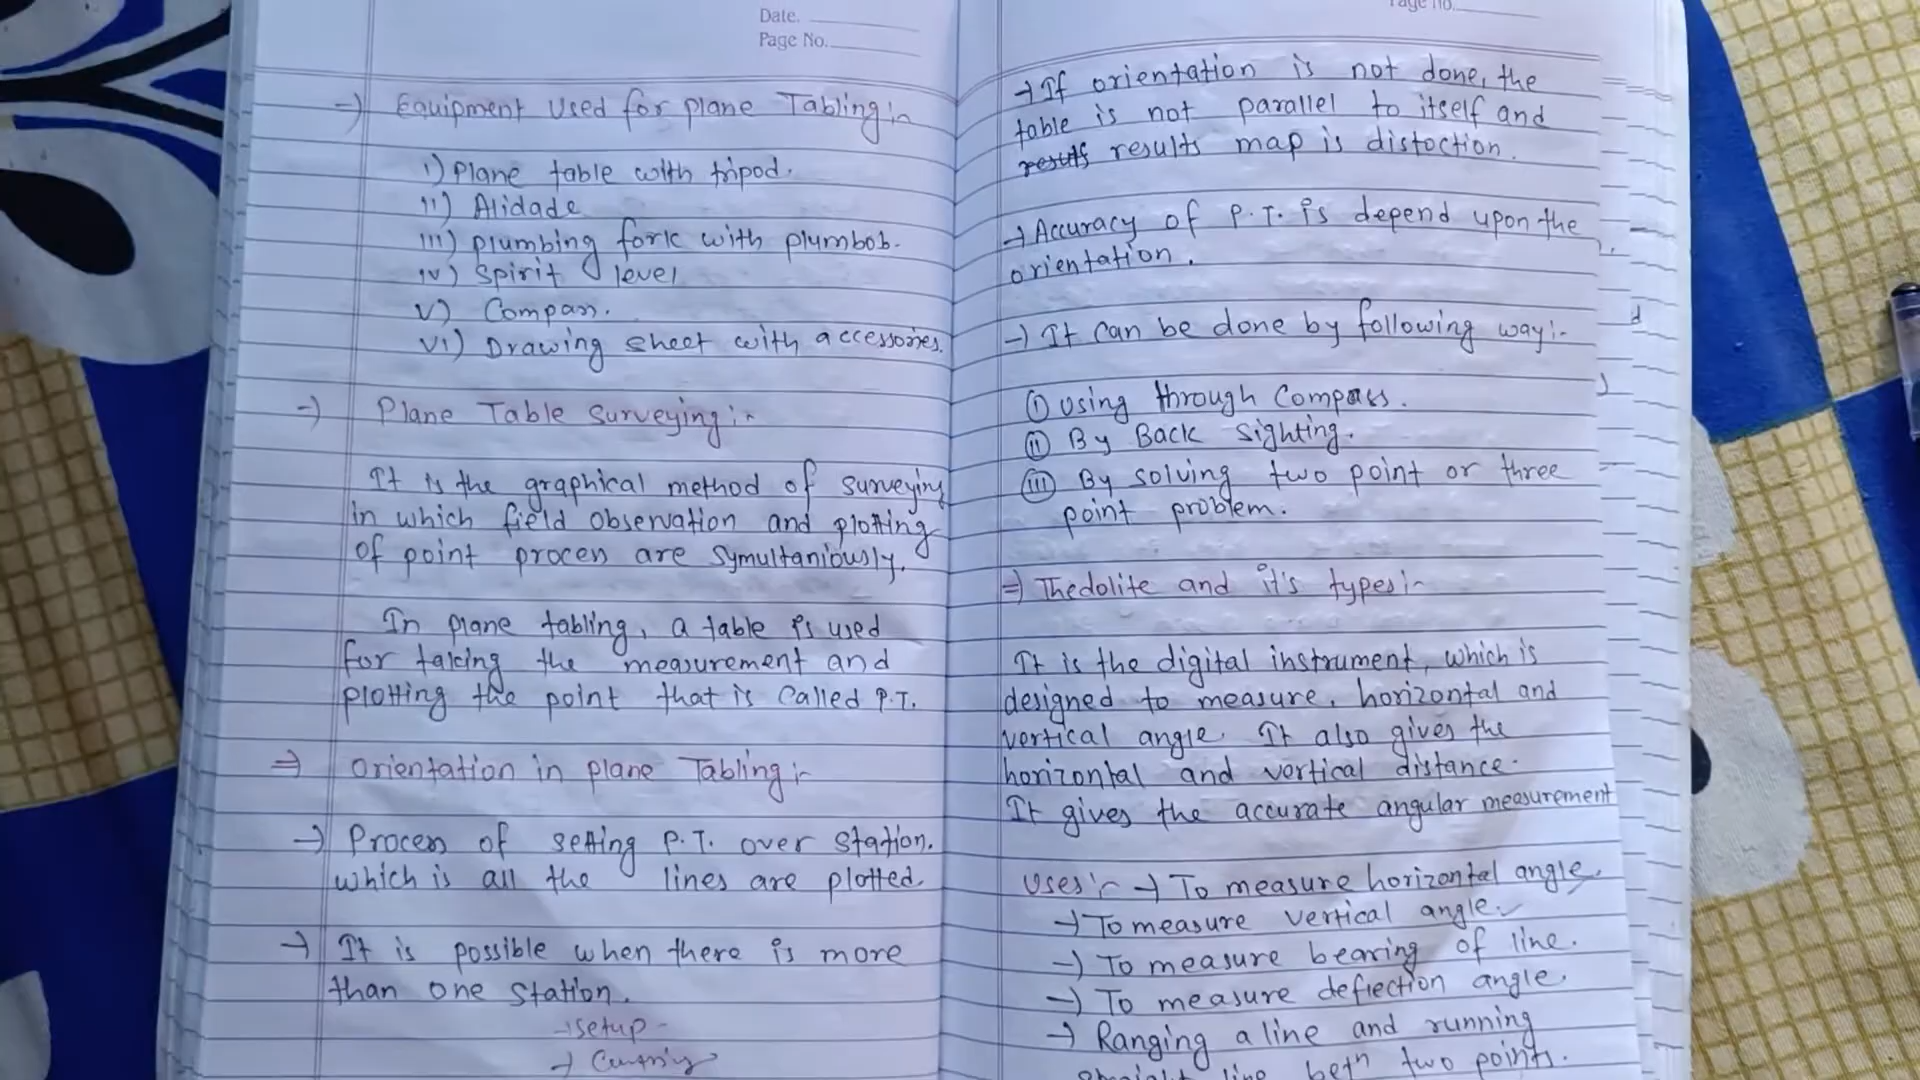 Date.
Page No.
→ Equipment Used for plane Tabling:-
i) Plane table with tripod.
ii) Alidade
iii) plumbing fork with plumbob.
iv) Spirit level
v) Compass.
vi) Drawing sheet with accessories.
→ Plane Table surveying:-
It is the graphical method of surveying
in which field observation and plotting
of point process are symultaniously.
In plane tabling, a table is used
for taking the measurement and
plotting the point that is called P.T.
⇒ Orientation in plane Tabling:-
→ Process of setting P.T. over station.
which is all the lines are plotted.
→ It is possible when there is more
than one station.
→ setup -
Page No.
→ If orientation is not done, the
table is not parallel to itself and
results results map is distoction.
→ Accuracy of P.T. is depend upon the
orientation.
→ It can be done by following way:-
(i) Using through Compass.
(ii) By Back sighting.
(iii) By solving two point or three
point problem.
⇒ Thedolite and it's types:-
It is the digital instrument, which is
designed to measure, horizontal and
vertical angle. It also gives the
horizontal and vertical distance.
It gives the accurate angular measurement
Uses:- → To measure horizontal angle.
→ To measure vertical angle.
→ To measure bearing of line.
→ To measure deflection angle.
→ Ranging a line and running
line betn two points.